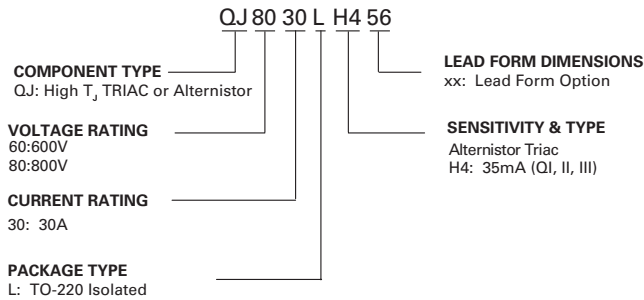 QJ 80 30 L H4 56
COMPONENT TYPE
QJ: High TJ TRIAC or Alternistor
VOLTAGE RATING
60:600V
80:800V
CURRENT RATING
30: 30A
PACKAGE TYPE
L: TO-220 Isolated
LEAD FORM DIMENSIONS
xx: Lead Form Option
SENSITIVITY & TYPE
Alternistor Triac
H4: 35mA (QI, II, III)